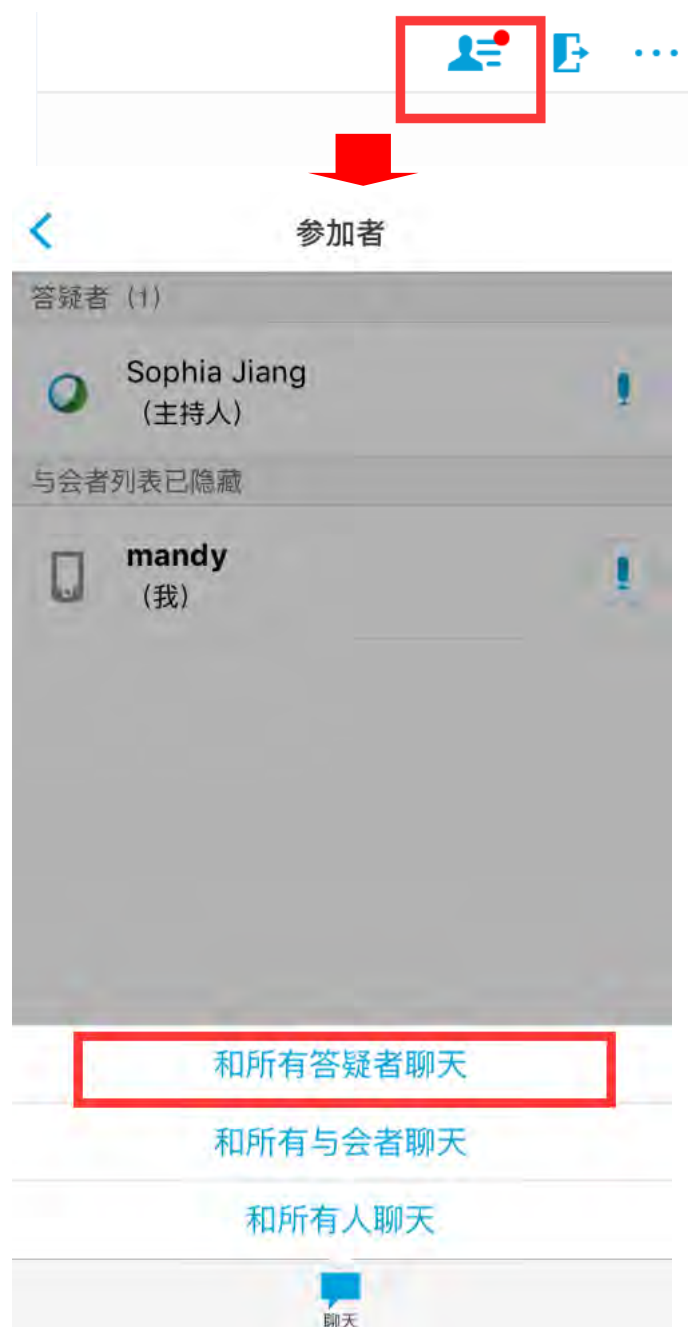 参加者
答疑者 (1)
Sophia Jiang
(主持人)
与会者列表已隐藏
mandy
(我)
和所有答疑者聊天
和所有与会者聊天
和所有人聊天
聊天